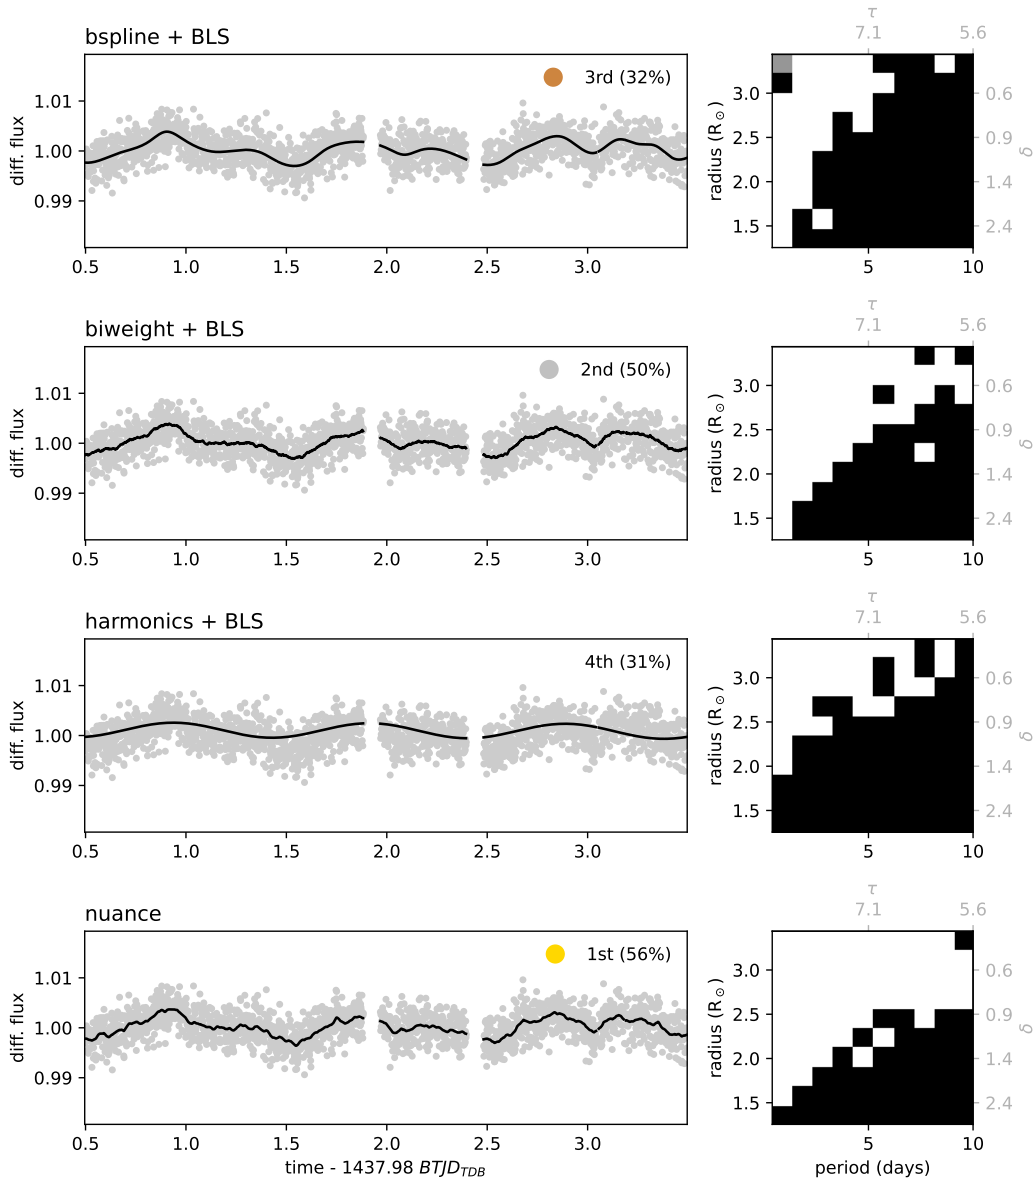 bspline + BLS
3rd (32%)
1.01
1.00
0.99
diff. flux
0.5 1.0 1.5 2.0 2.5 3.0
τ
7.1 5.6
3.0
2.5
2.0
1.5
radius (R⊙)
0.6
0.9
1.4
2.4
δ
5 10
biweight + BLS
2nd (50%)
1.01
1.00
0.99
diff. flux
0.5 1.0 1.5 2.0 2.5 3.0
τ
7.1 5.6
3.0
2.5
2.0
1.5
radius (R⊙)
0.6
0.9
1.4
2.4
δ
5 10
harmonics + BLS
4th (31%)
1.01
1.00
0.99
diff. flux
0.5 1.0 1.5 2.0 2.5 3.0
τ
7.1 5.6
3.0
2.5
2.0
1.5
radius (R⊙)
0.6
0.9
1.4
2.4
δ
5 10
nuance
1st (56%)
1.01
1.00
0.99
diff. flux
0.5 1.0 1.5 2.0 2.5 3.0
time - 1437.98 BTJD_TDB
τ
7.1 5.6
3.0
2.5
2.0
1.5
radius (R⊙)
0.6
0.9
1.4
2.4
δ
5 10
period (days)